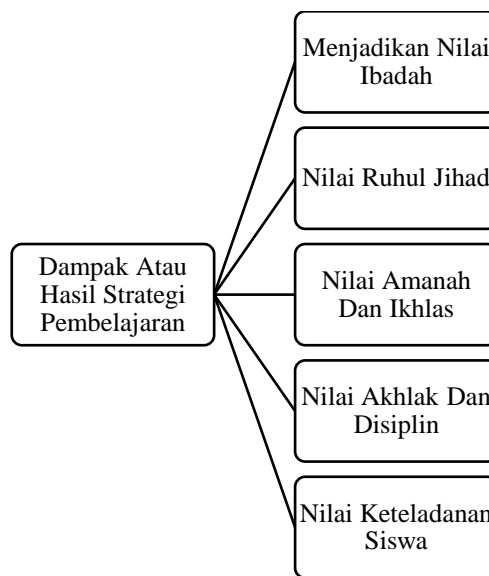 Menjadikan Nilai
Ibadah
Nilai Ruhul Jihad
Dampak Atau
Hasil Strategi
Pembelajaran
Nilai Amanah
Dan Ikhlas
Nilai Akhlak Dan
Disiplin
Nilai Keteladanan
Siswa